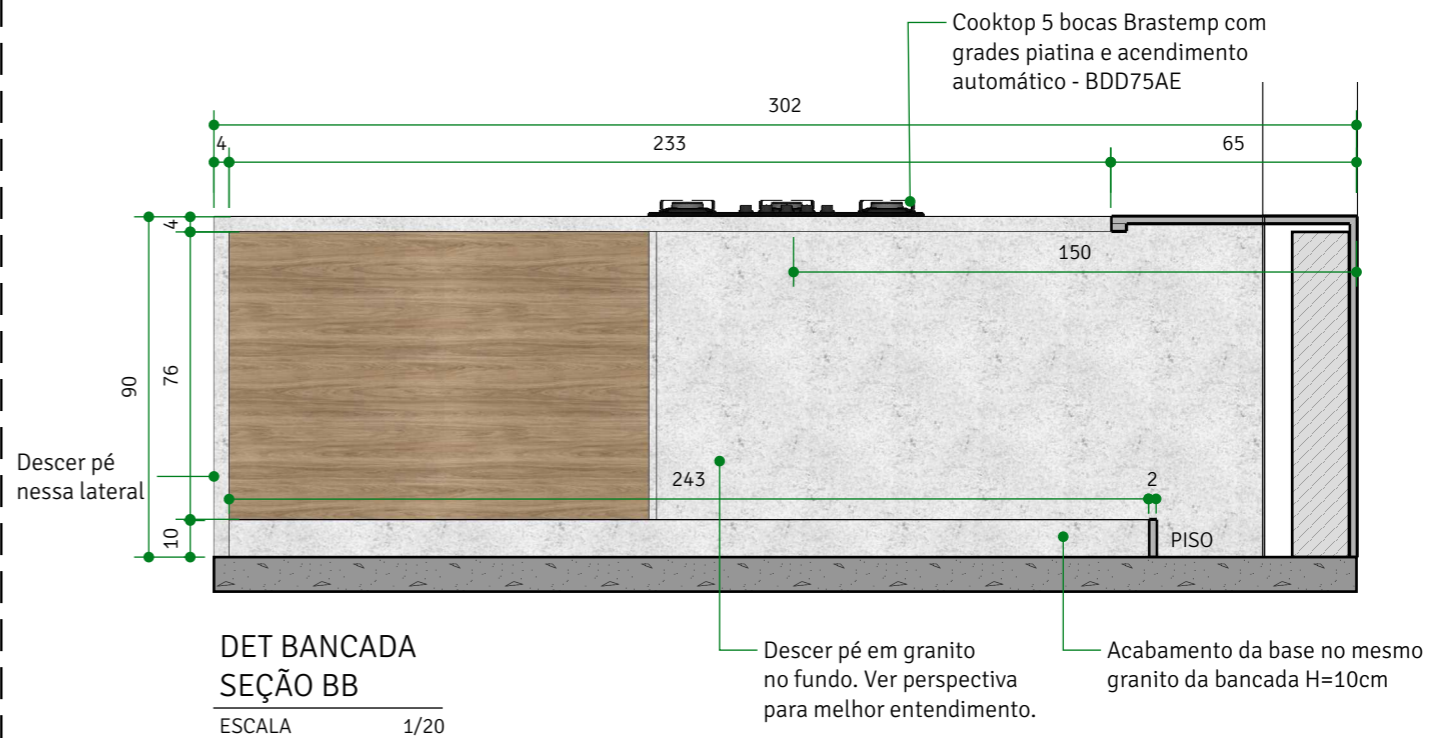 Cooktop 5 bocas Brastemp com
grades piatina e acendimento
automático - BDD75AE
302
4
233
65
4
150
90
76
Descer pé
nessa lateral
243
2
10
PISO
DET BANCADA
SEÇÃO BB
ESCALA 1/20
Descer pé em granito
no fundo. Ver perspectiva
para melhor entendimento.
Acabamento da base no mesmo
granito da bancada H=10cm